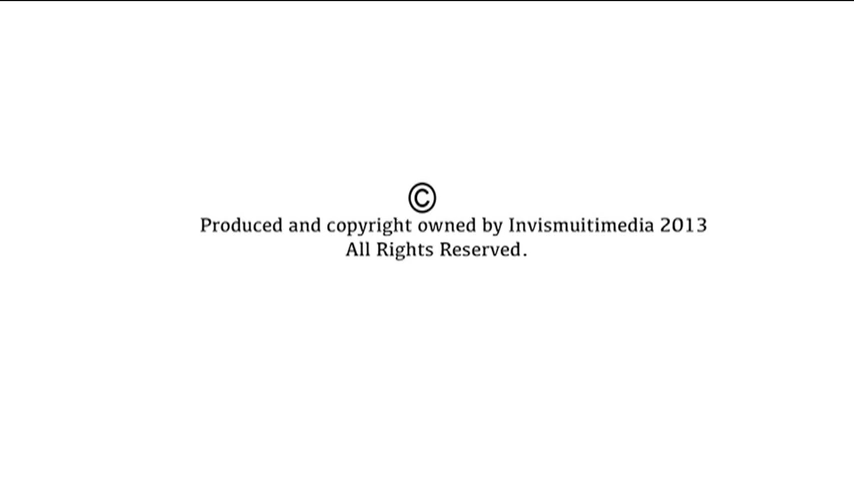 ©
Produced and copyright owned by Invismuitimedia 2013
All Rights Reserved.